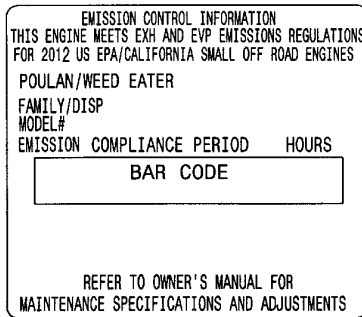 EMISSION CONTROL INFORMATION
THIS ENGINE MEETS EXH AND EVP EMISSIONS REGULATIONS
FOR 2012 US EPA/CALIFORNIA SMALL OFF ROAD ENGINES
POULAN/WEED EATER
FAMILY/DISP
MODEL#
EMISSION COMPLIANCE PERIOD HOURS
BAR CODE
REFER TO OWNER'S MANUAL FOR
MAINTENANCE SPECIFICATIONS AND ADJUSTMENTS